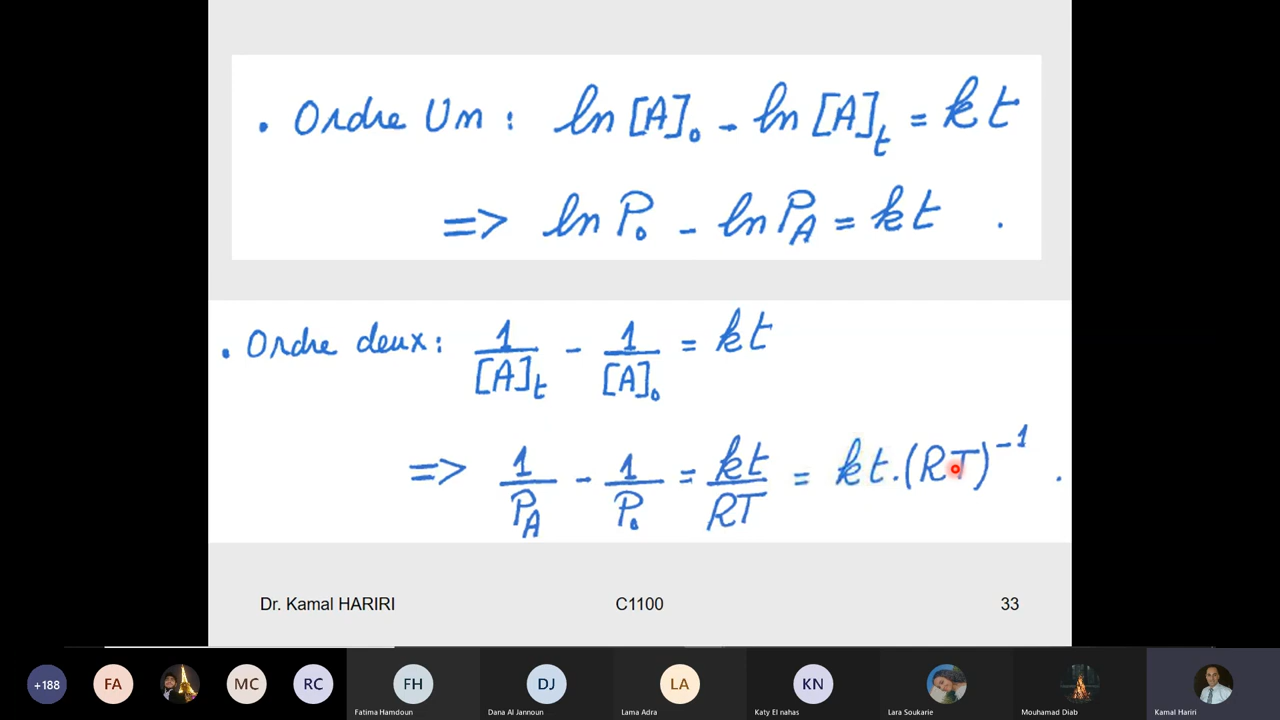 . Ordre Un : ln [A]₀ - ln [A]ₜ = kt
=> ln P₀ - ln P_A = kt .
. Ordre deux : 1/[A]ₜ - 1/[A]₀ = kt
=> 1/P_A - 1/P₀ = kt/RT = kt.(RT)⁻¹ .
Dr. Kamal HARIRI C1100 33
+188 FA MC RC FH DJ LA KN
Fatima Hamdoun Dana Al Jannoun Lama Adra Katy El nahas Lara Soukarie Mouhamad Diab Kamal Hariri